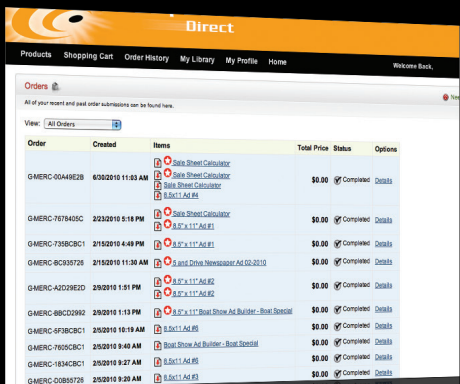 Direct
Products Shopping Cart Order History My Library My Profile Home Welcome Back,
Orders
All of your recent and past order submissions can be found here.
View: All Orders
Order Created Items Total Price Status Options
Sale Sheet Calculator
Sale Sheet Calculator
G-MERC-00A49E2B 6/30/2010 11:03 AM $0.00 Completed Details
Sale Sheet Calculator
8.5x11 Ad #4
Sale Sheet Calculator
G-MERC-7678405C 2/23/2010 5:18 PM $0.00 Completed Details
8.5" x 11" Ad #1
G-MERC-735BCBC1 2/15/2010 4:49 PM 8.5" x 11" Ad #1 $0.00 Completed Details
G-MERC-BC935726 2/15/2010 11:30 AM 5 and Drive Newspaper Ad 02-2010 $0.00 Completed Details
8.5" x 11" Ad #2
G-MERC-A2D29E2D 2/9/2010 1:51 PM $0.00 Completed Details
8.5" x 11" Ad #2
G-MERC-BBCD2992 2/9/2010 1:13 PM 8.5" x 11" Boat Show Ad Builder - Boat Special $0.00 Completed Details
G-MERC-5F3BCBC1 2/5/2010 10:19 AM 8.5x11 Ad #6 $0.00 Completed Details
G-MERC-7605CBC1 2/5/2010 9:40 AM Boat Show Ad Builder - Boat Special $0.00 Completed Details
G-MERC-1834CBC1 2/5/2010 9:27 AM 8.5x11 Ad #6 $0.00 Completed Details
G-MERC-D0B55726 2/5/2010 9:20 AM 8.5x11 Ad #3 $0.00 Completed Details